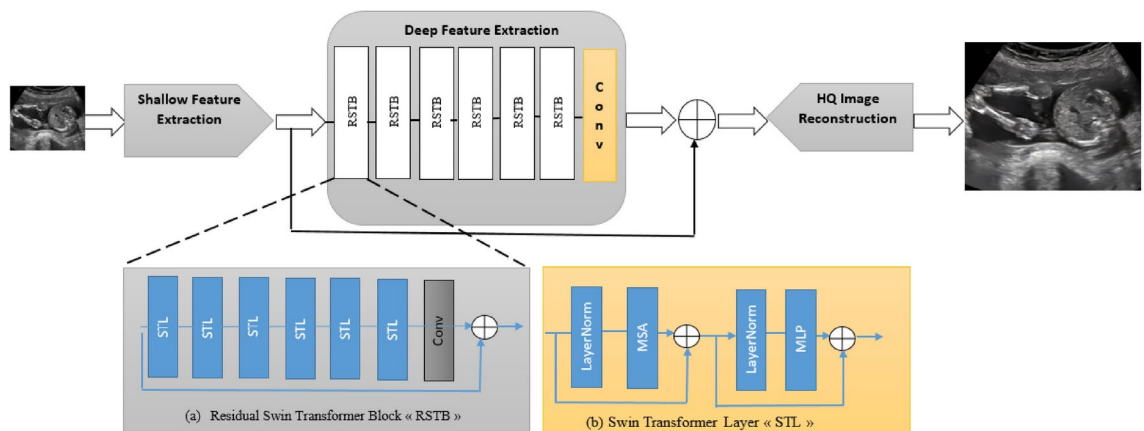 Deep Feature Extraction
Shallow Feature
Extraction
RSTB
RSTB
RSTB
RSTB
RSTB
RSTB
Conv
HQ Image
Reconstruction
STL
STL
STL
STL
STL
STL
Conv
(a) Residual Swin Transformer Block « RSTB »
LayerNorm
MSA
LayerNorm
MLP
(b) Swin Transformer Layer « STL »